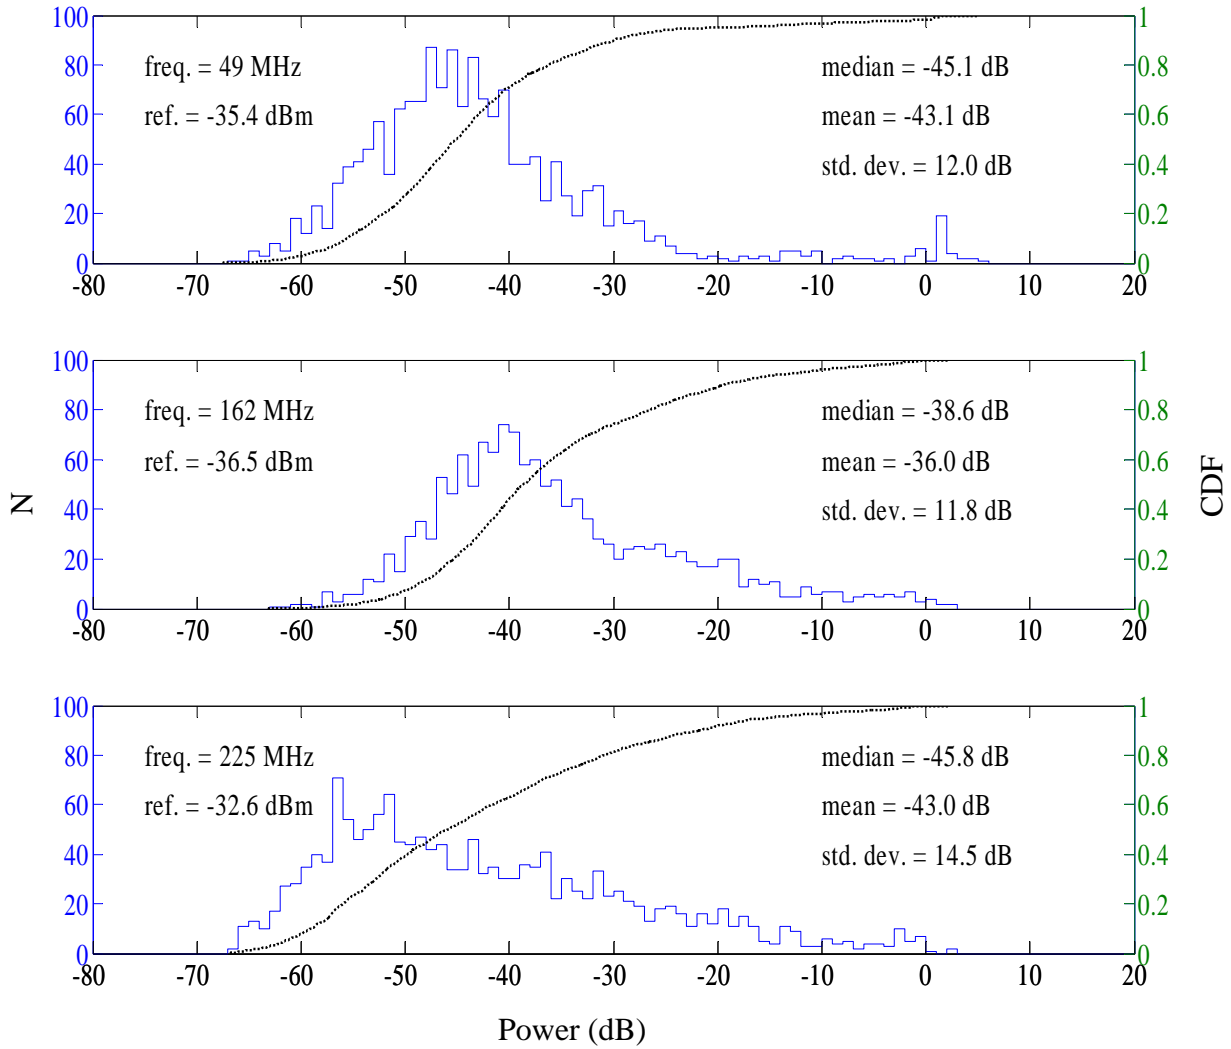 100
80
60
40
20
0
freq. = 49 MHz
ref. = -35.4 dBm
median = -45.1 dB
mean = -43.1 dB
std. dev. = 12.0 dB
1
0.8
0.6
0.4
0.2
0
-80 -70 -60 -50 -40 -30 -20 -10 0 10 20
100
80
60
40
20
0
freq. = 162 MHz
ref. = -36.5 dBm
median = -38.6 dB
mean = -36.0 dB
std. dev. = 11.8 dB
1
0.8
0.6
0.4
0.2
0
-80 -70 -60 -50 -40 -30 -20 -10 0 10 20
N
CDF
100
80
60
40
20
0
freq. = 225 MHz
ref. = -32.6 dBm
median = -45.8 dB
mean = -43.0 dB
std. dev. = 14.5 dB
1
0.8
0.6
0.4
0.2
0
-80 -70 -60 -50 -40 -30 -20 -10 0 10 20
Power (dB)